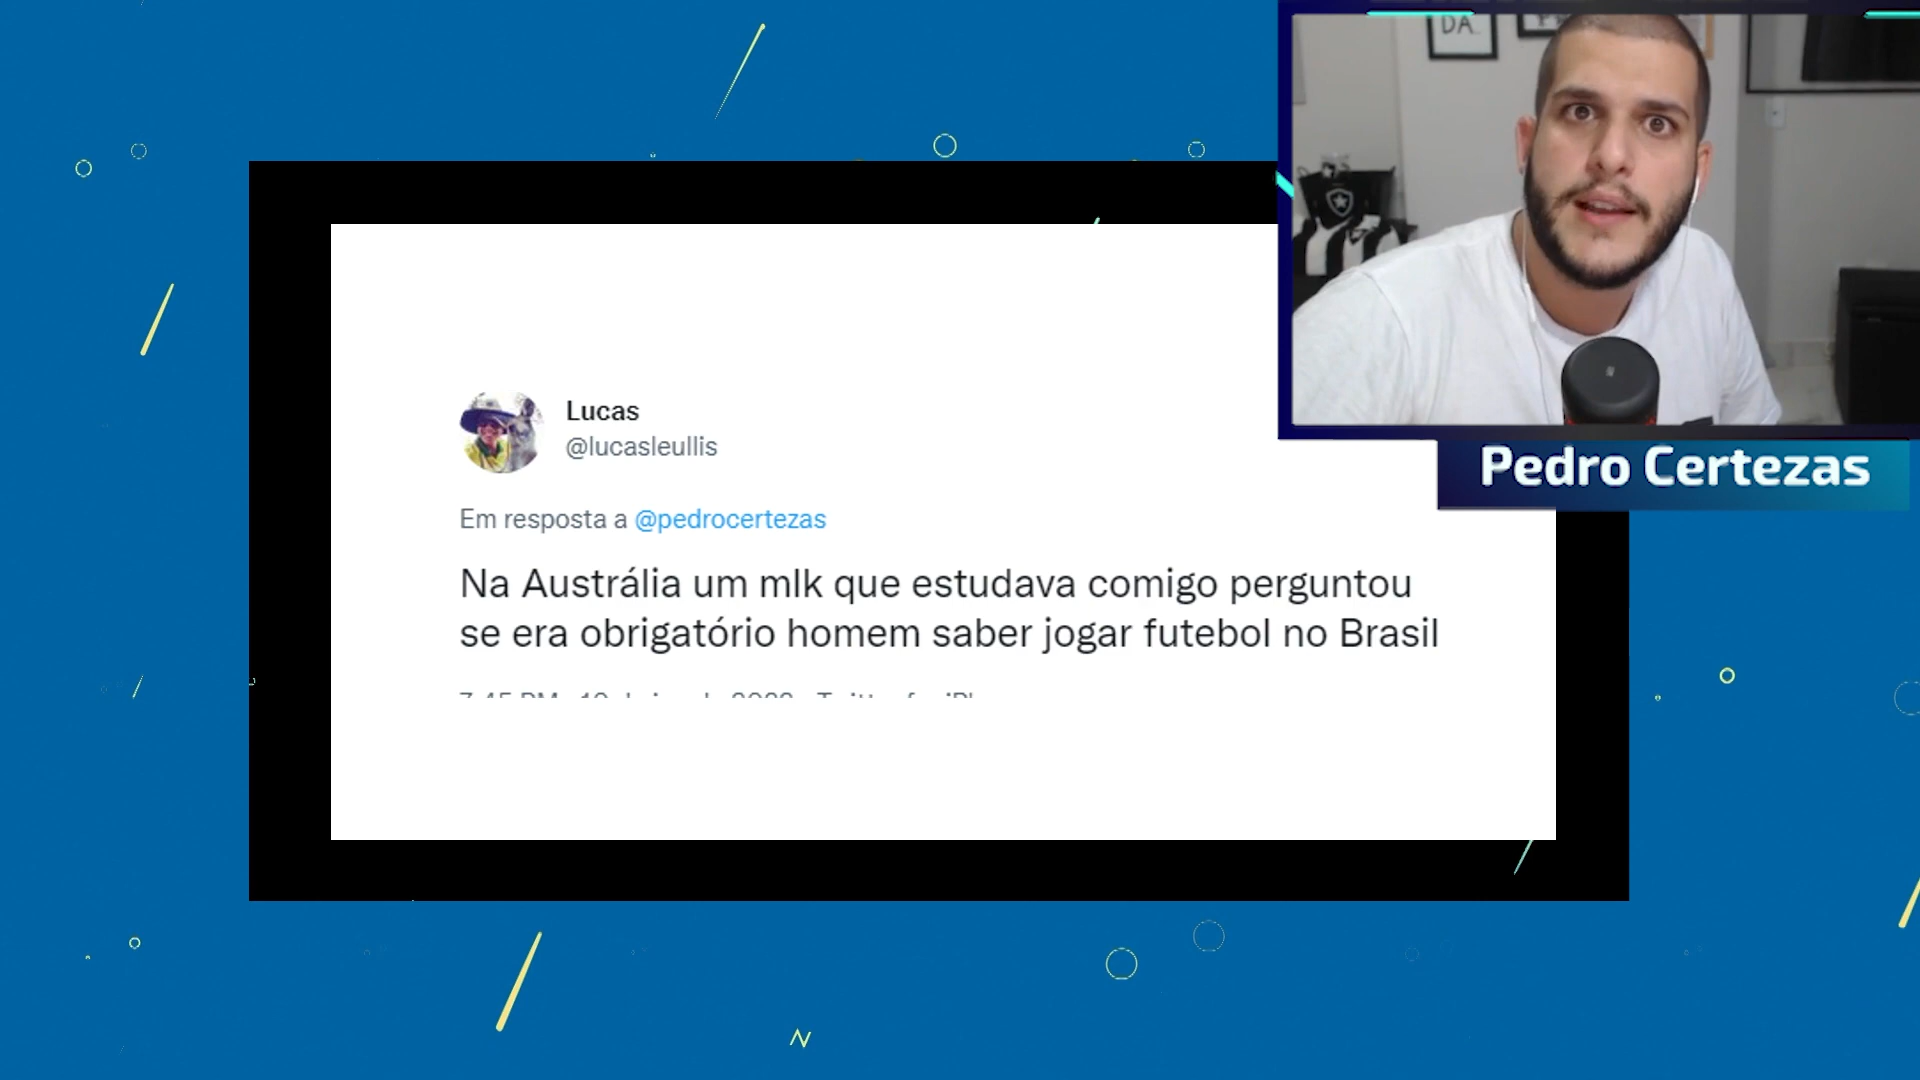 DA
Pedro Certezas
Lucas
@lucasleullis
Em resposta a @pedrocertezas
Na Austrália um mlk que estudava comigo perguntou
se era obrigatório homem saber jogar futebol no Brasil